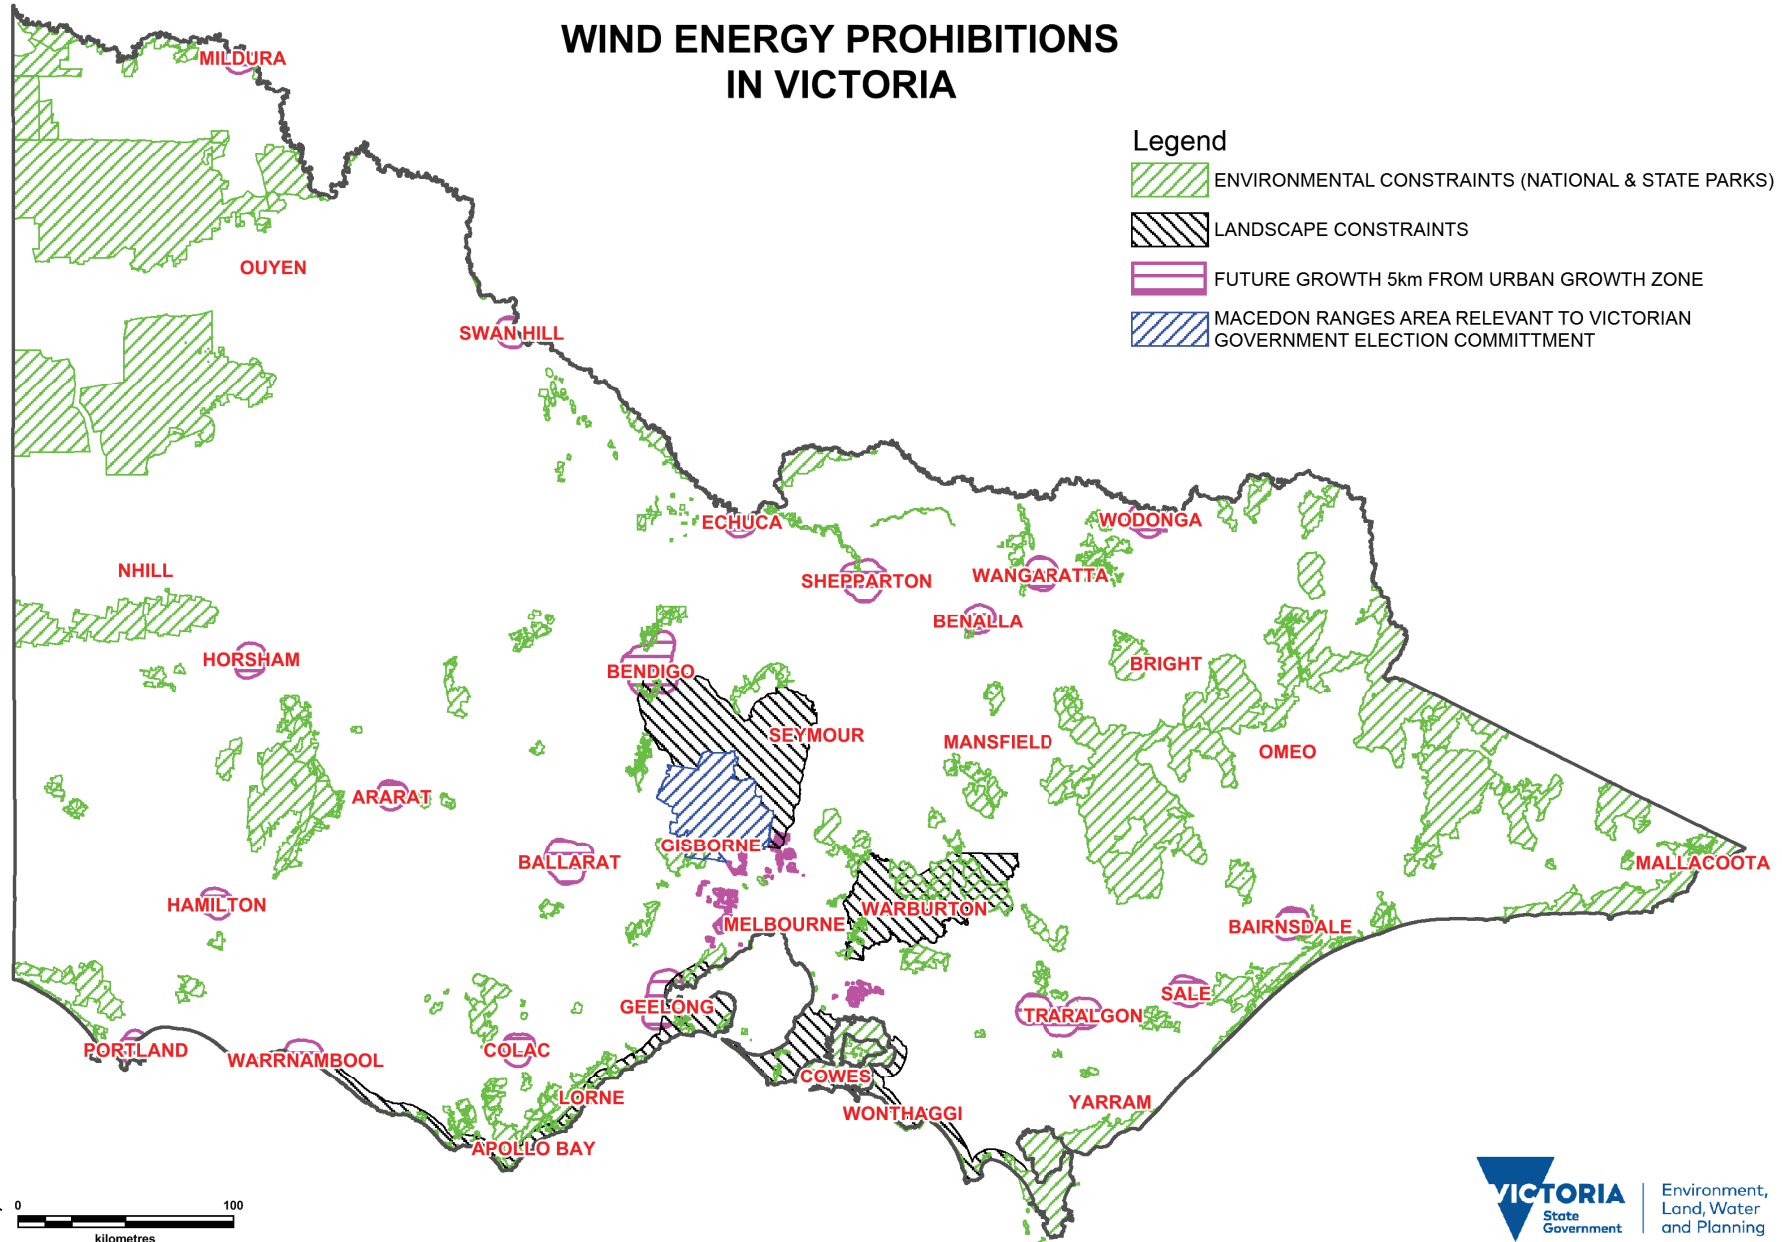 WIND ENERGY PROHIBITIONS
IN VICTORIA
Legend
ENVIRONMENTAL CONSTRAINTS (NATIONAL & STATE PARKS)
LANDSCAPE CONSTRAINTS
FUTURE GROWTH 5km FROM URBAN GROWTH ZONE
MACEDON RANGES AREA RELEVANT TO VICTORIAN
GOVERNMENT ELECTION COMMITTMENT
MILDURA
OUYEN
SWAN HILL
ECHUCA
WODONGA
NHILL
SHEPPARTON
WANGARATTA
BENALLA
HORSHAM
BENDIGO
BRIGHT
SEYMOUR
MANSFIELD
OMEO
ARARAT
GISBORNE
BALLARAT
MALLACOOTA
HAMILTON
WARBURTON
MELBOURNE
BAIRNSDALE
SALE
GEELONG
TRARALGON
PORTLAND
WARRNAMBOOL
COLAC
COWES
LORNE
WONTHAGGI
YARRAM
APOLLO BAY
0 100
kilometres
VICTORIA
State
Government
Environment,
Land, Water
and Planning